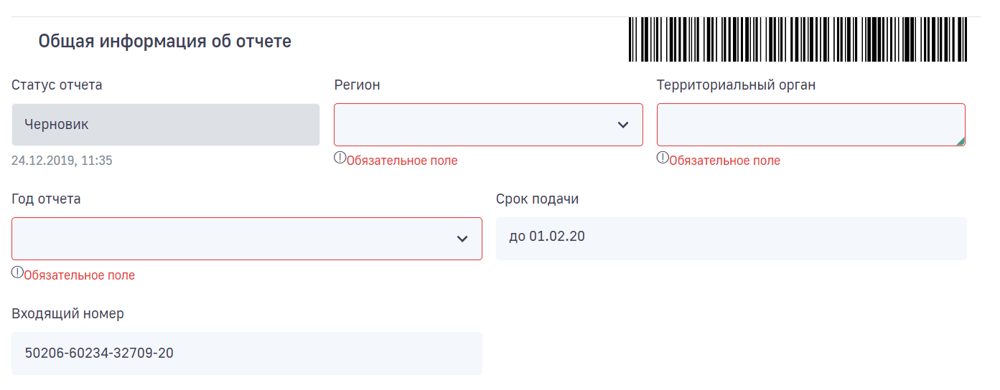 Общая информация об отчете
Статус отчета
Регион
Территориальный орган
Черновик
24.12.2019, 11:35
Обязательное поле
Обязательное поле
Год отчета
Срок подачи
до 01.02.20
Обязательное поле
Входящий номер
50206-60234-32709-20